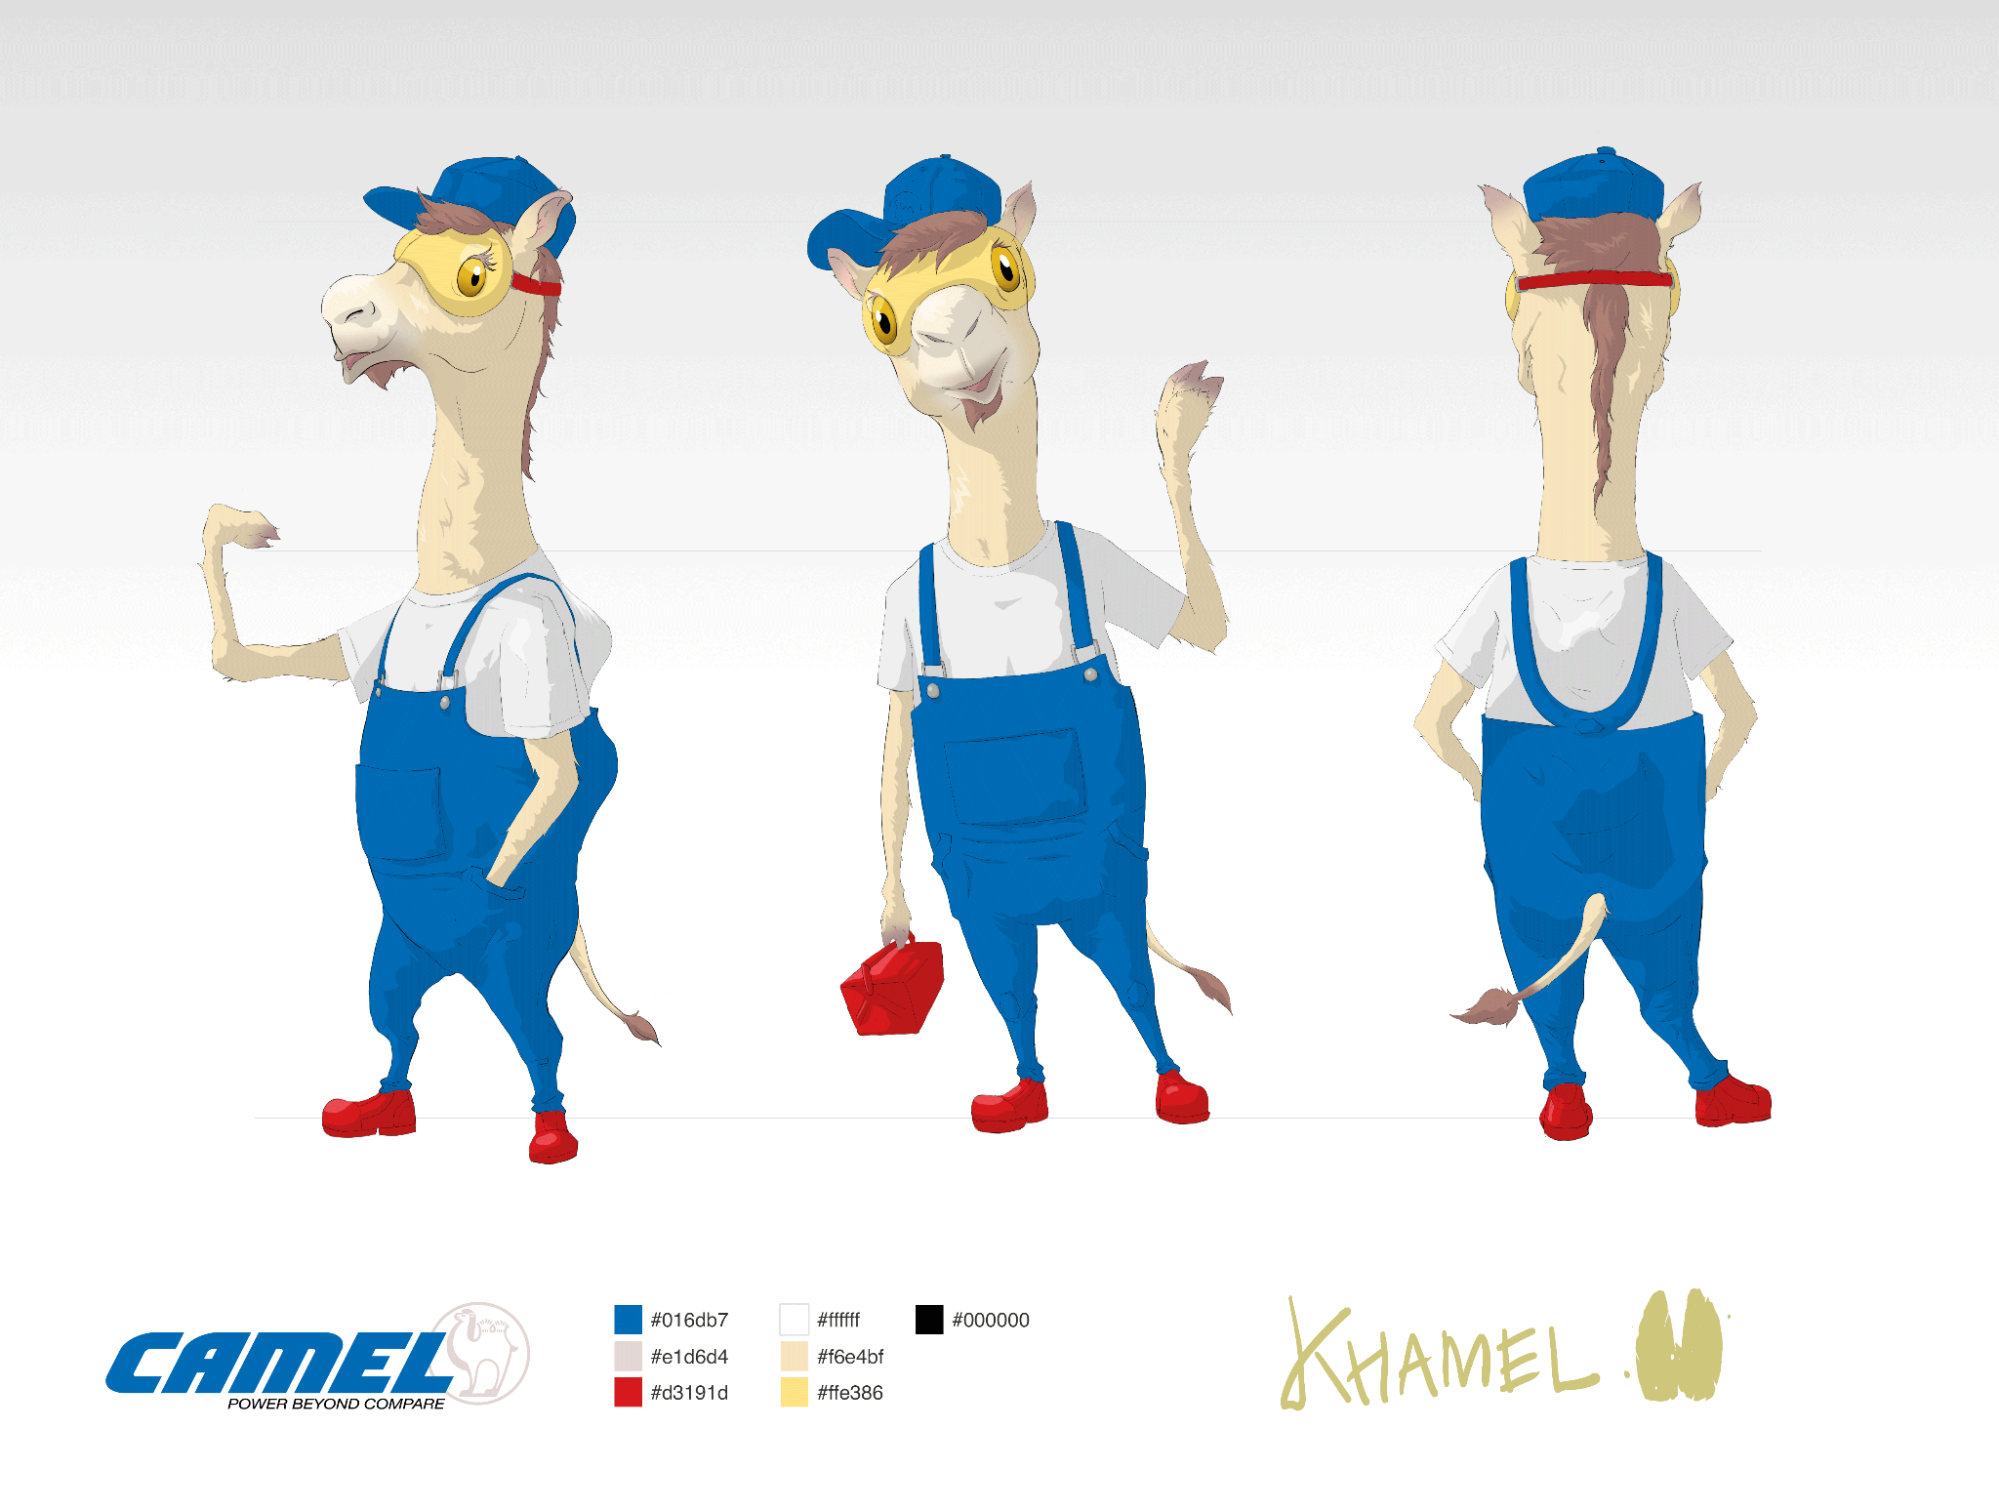 CAMEL
POWER BEYOND COMPARE
#016db7
#e1d6d4
#d3191d
#ffffff
#f6e4bf
#ffe386
#000000
KHAMEL.